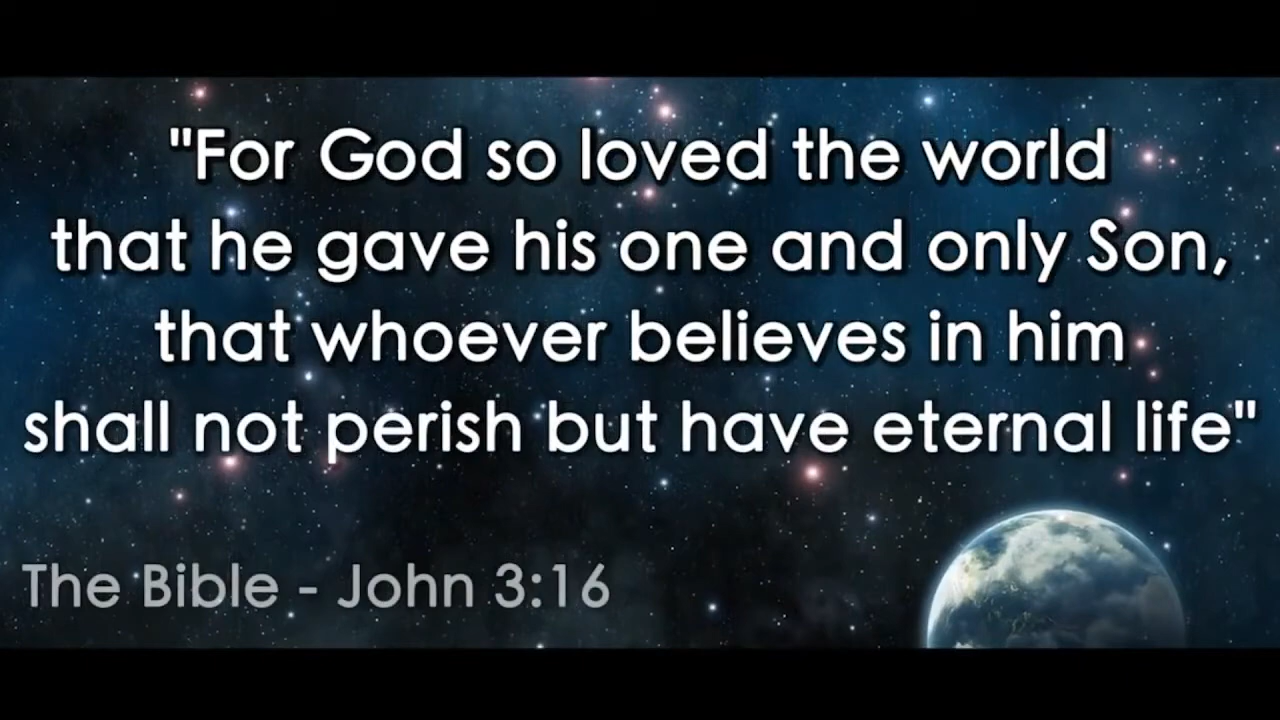 "For God so loved the world
that he gave his one and only Son,
that whoever believes in him
shall not perish but have eternal life"
The Bible - John 3:16